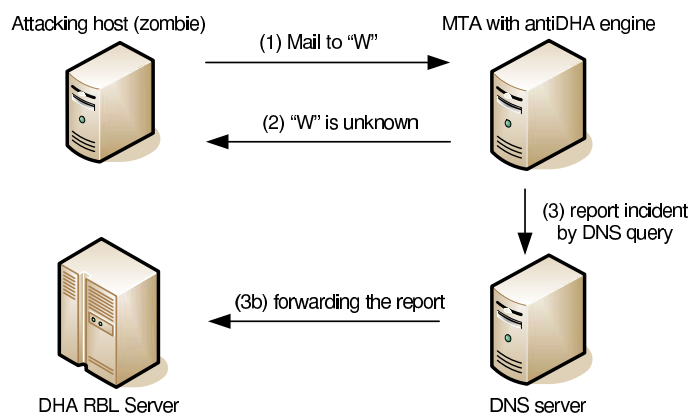 Attacking host (zombie)
MTA with antiDHA engine
(1) Mail to “W”
(2) “W” is unknown
(3) report incident
by DNS query
(3b) forwarding the report
DHA RBL Server
DNS server